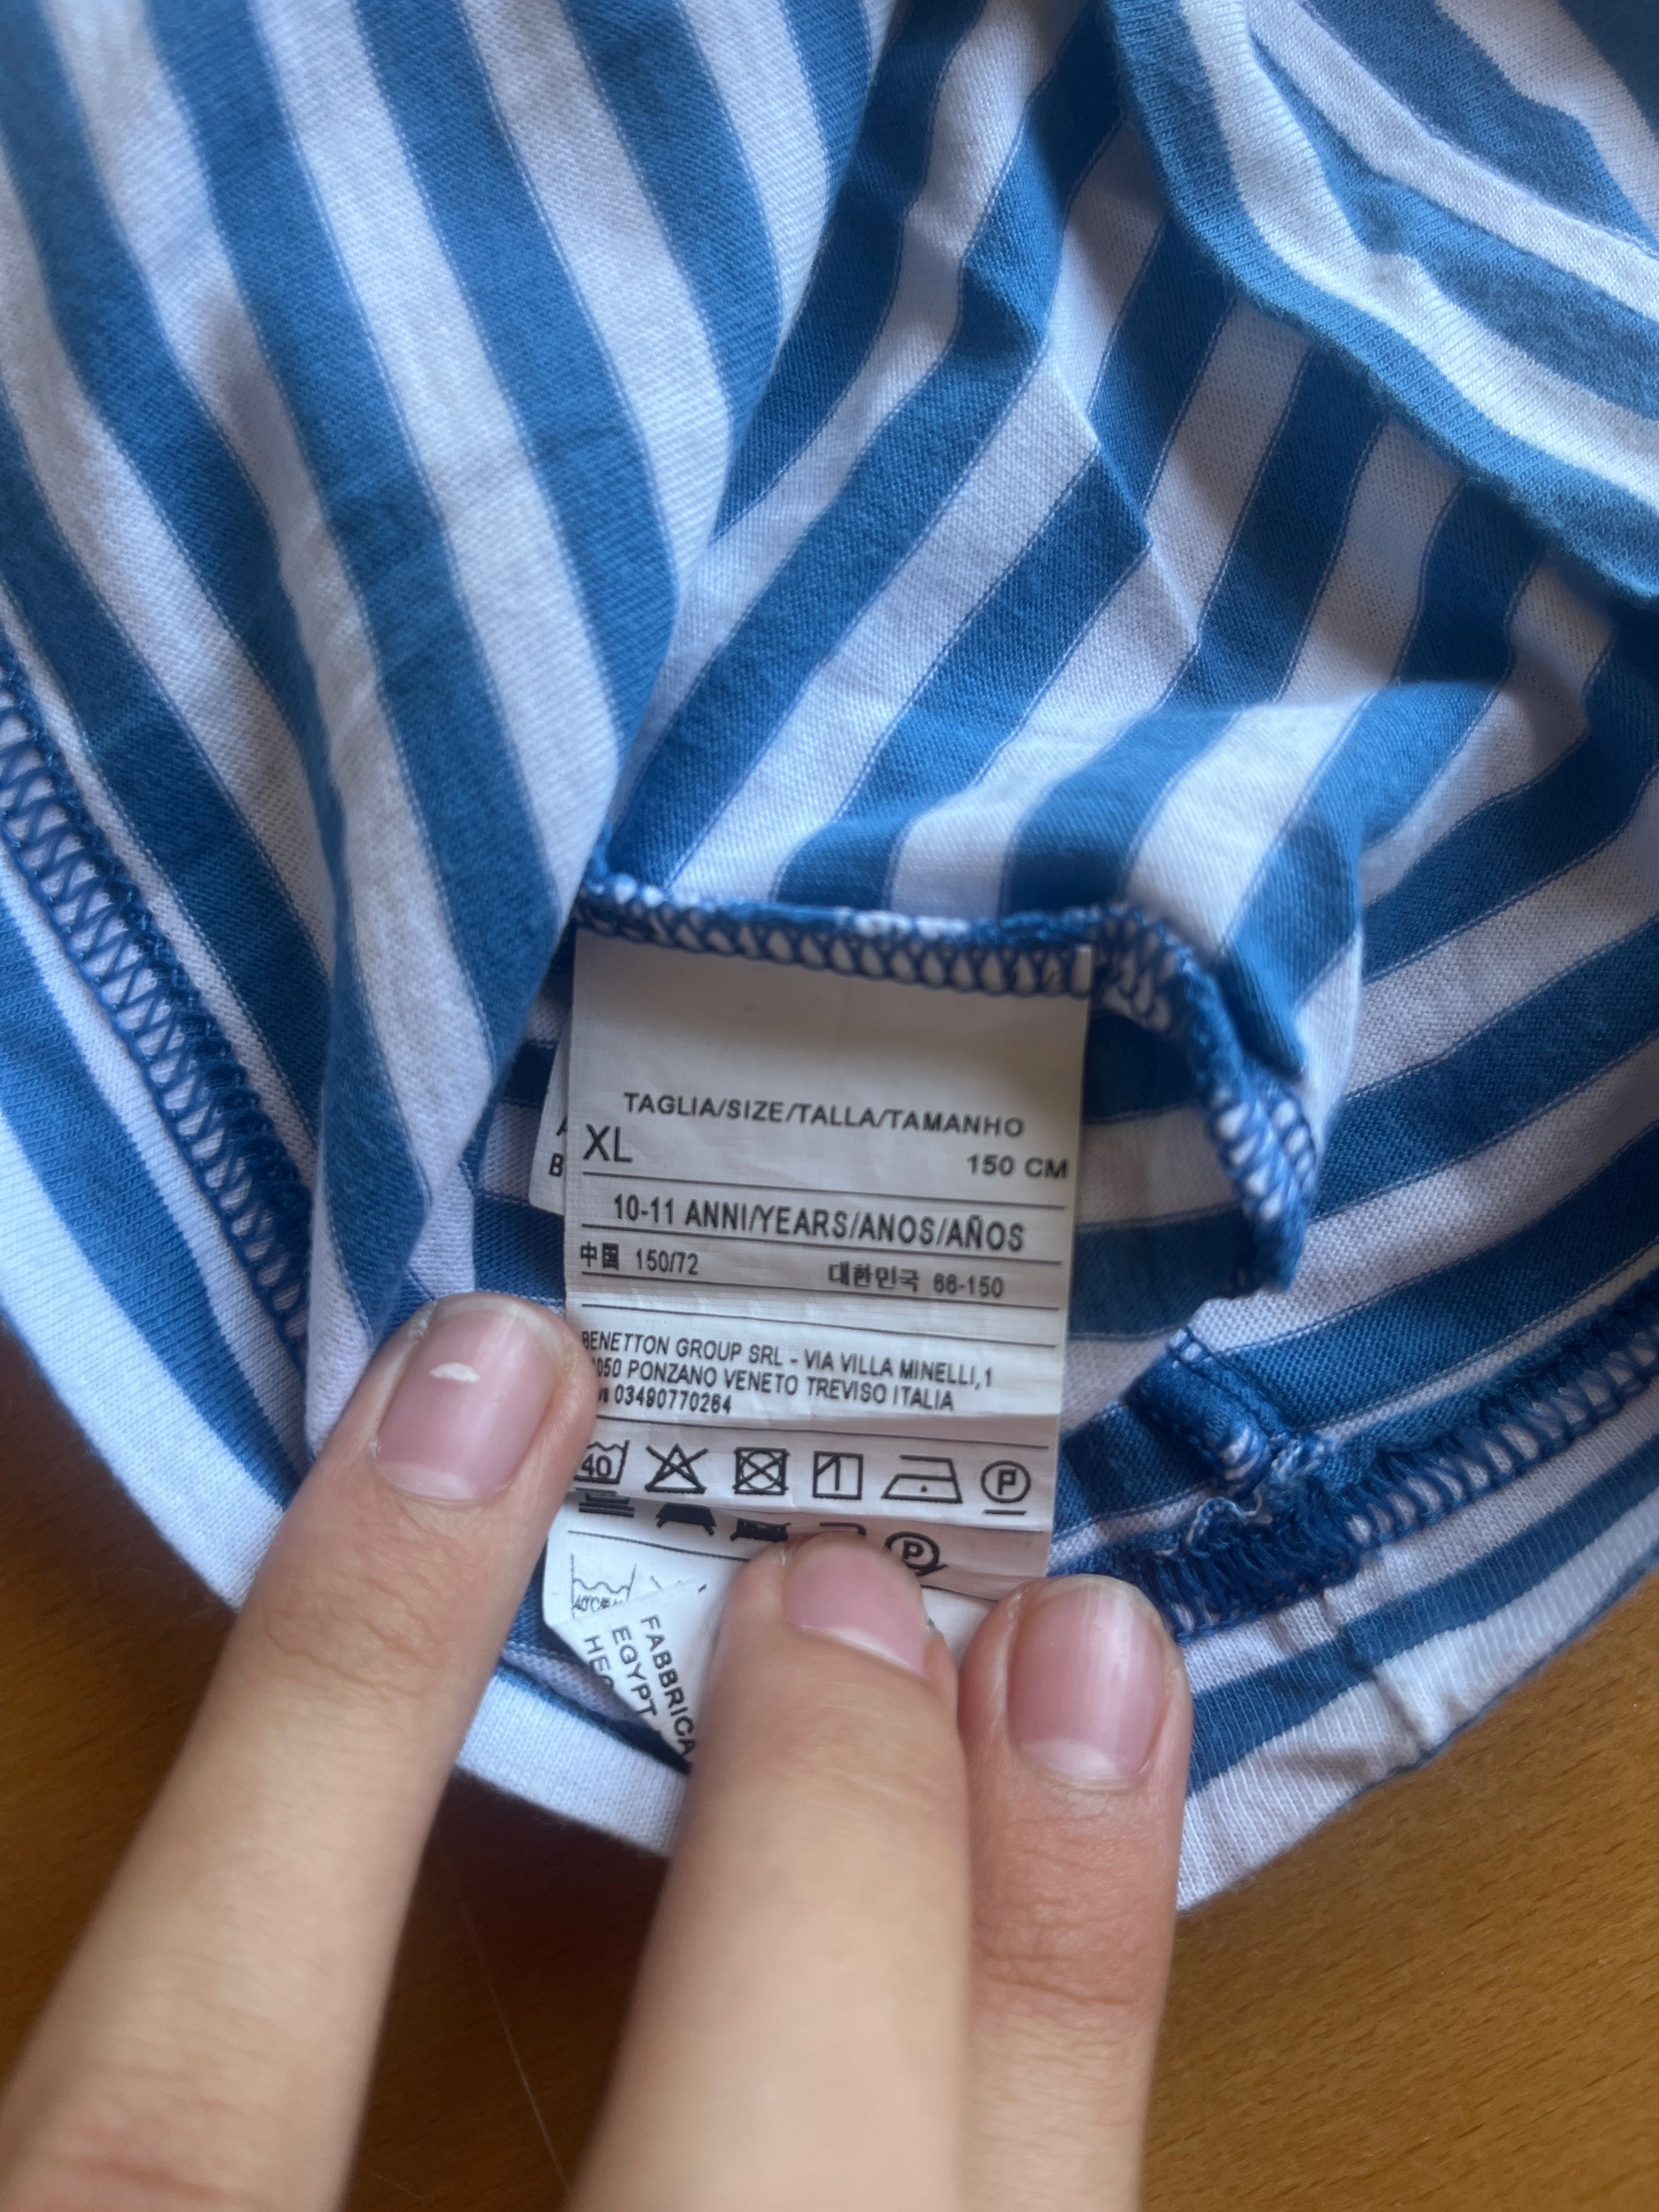 TAGLIA/SIZE/TALLA/TAMANHO
XL 150 CM
10-11 ANNI/YEARS/ANOS/AÑOS
中国 150/72 대한민국 66-150
BENETTON GROUP SRL - VIA VILLA MINELLI,1
050 PONZANO VENETO TREVISO ITALIA
03490770264
40
P
P
B
40°C
FABBRICA
EGYPT